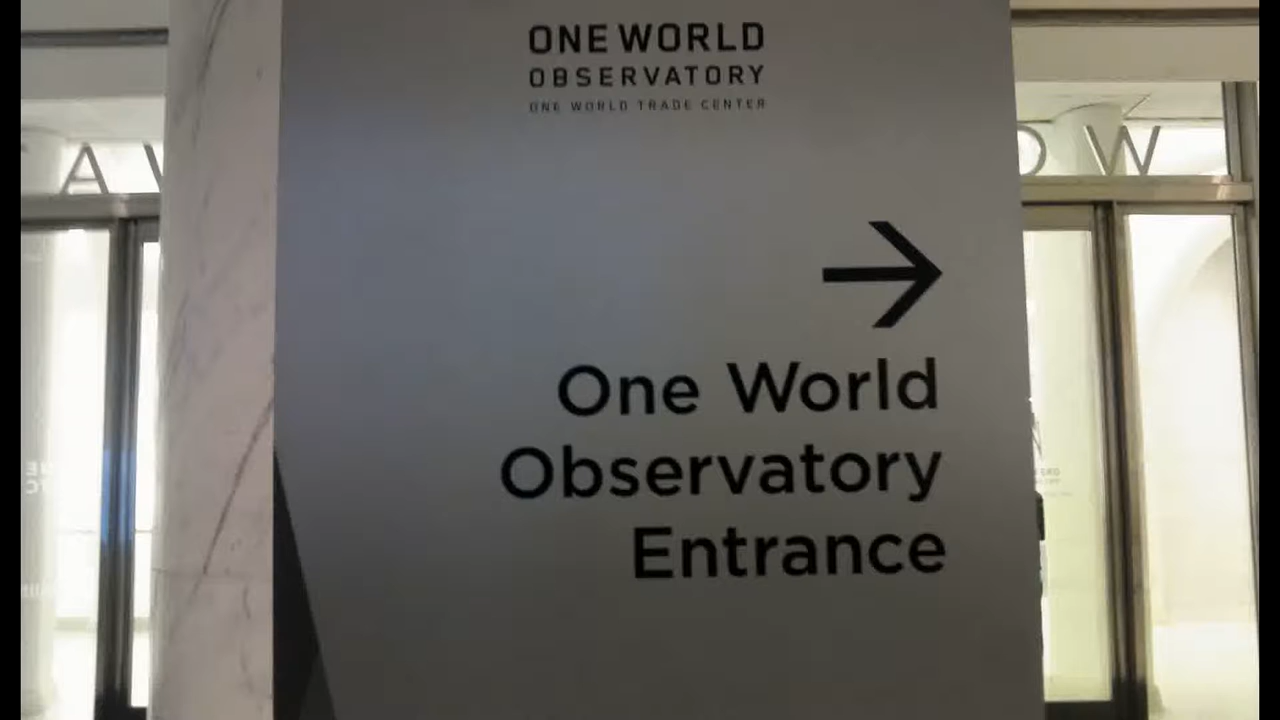 ONE WORLD
OBSERVATORY
ONE WORLD TRADE CENTER
One World
Observatory
Entrance